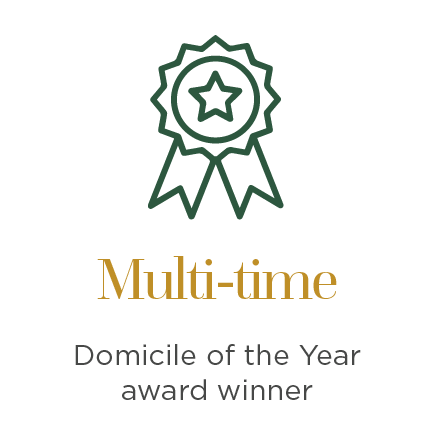 Multi-time
Domicile of the Year
award winner